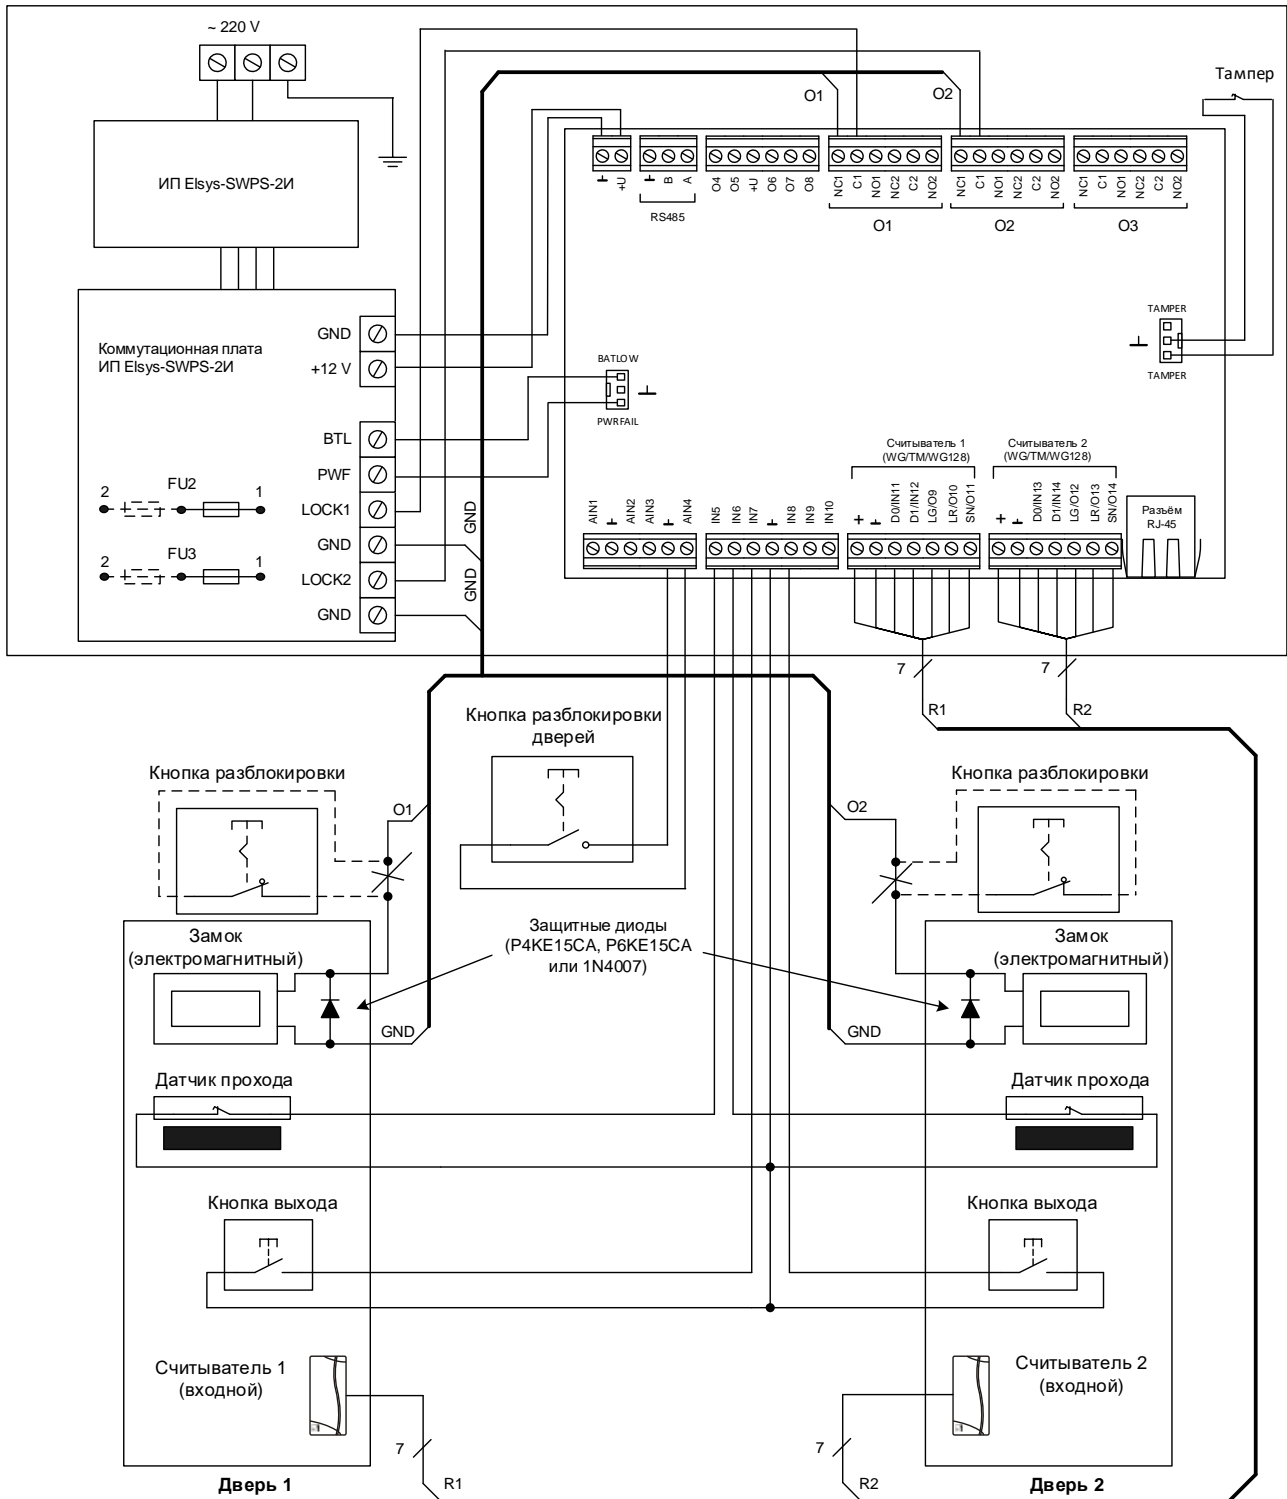 ~ 220 V
ИП Elsys-SWPS-2И
Коммутационная плата
ИП Elsys-SWPS-2И
GND
+12 V
BTL
PWF
LOCK1
GND
LOCK2
GND
FU2
2
1
FU3
2
1
GND
GND
O1
O2
Тампер
+U
B
A
RS485
O4
O5
+U
O6
O7
O8
NC1
C1
NO1
NC2
C2
NO2
O1
NC1
C1
NO1
NC2
C2
NO2
O2
NC1
C1
NO1
NC2
C2
NO2
O3
TAMPER
TAMPER
BATLOW
PWRFAIL
AIN1
AIN2
AIN3
AIN4
IN5
IN6
IN7
IN8
IN9
IN10
Считыватель 1
(WG/TM/WG128)
+
D0/IN11
D1/IN12
LG/O9
LR/O10
SN/O11
Считыватель 2
(WG/TM/WG128)
+
D0/IN13
D1/IN14
LG/O12
LR/O13
SN/O14
Разъём
RJ-45
7
R1
7
R2
Кнопка разблокировки
дверей
Кнопка разблокировки
O1
Кнопка разблокировки
O2
Защитные диоды
(P4KE15CA, P6KE15CA
или 1N4007)
Замок
(электромагнитный)
GND
Замок
(электромагнитный)
GND
Датчик прохода
Датчик прохода
Кнопка выхода
Кнопка выхода
Считыватель 1
(входной)
7
R1
Считыватель 2
(входной)
7
R2
Дверь 1
Дверь 2